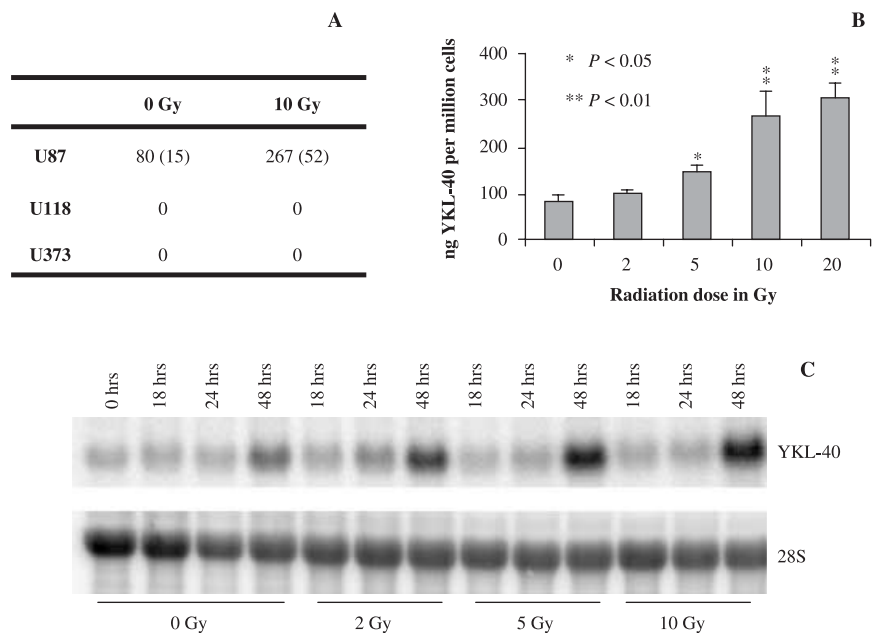 A
0 Gy 10 Gy
U87 80 (15) 267 (52)
U118 0 0
U373 0 0
B
ng YKL-40 per million cells
400
300
200
100
0
* P < 0.05
** P < 0.01
*
**
**
0 2 5 10 20
Radiation dose in Gy
C
0 hrs 18 hrs 24 hrs 48 hrs 18 hrs 24 hrs 48 hrs 18 hrs 24 hrs 48 hrs 18 hrs 24 hrs 48 hrs
YKL-40
28S
0 Gy 2 Gy 5 Gy 10 Gy